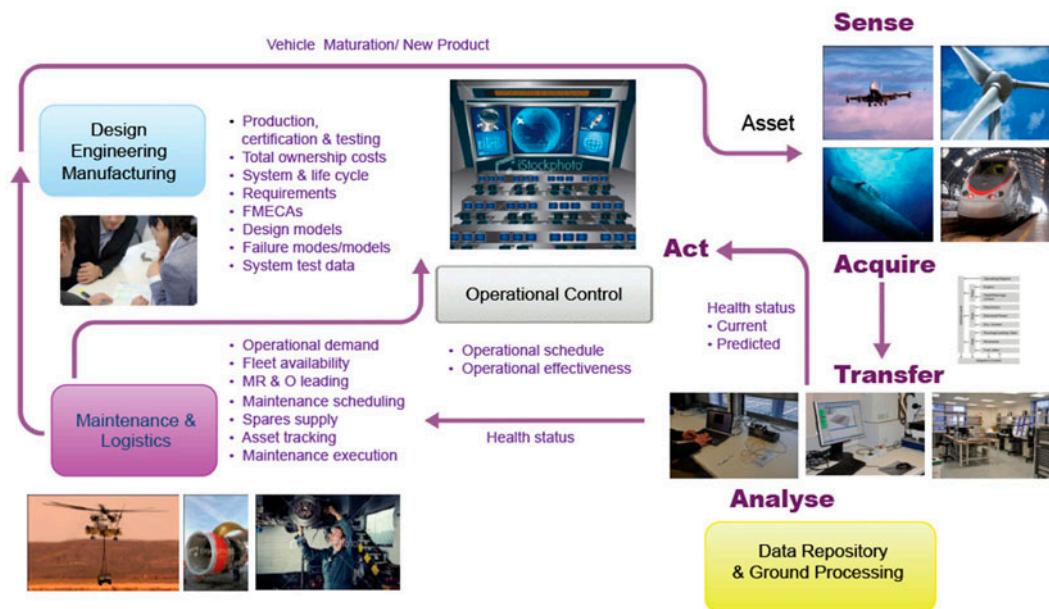 Sense
Vehicle Maturation/ New Product
Design
Engineering
Manufacturing
• Production,
certification & testing
• Total ownership costs
• System & life cycle
• Requirements
• FMECAs
• Design models
• Failure modes/models
• System test data
iStockphoto
Asset
Act
Acquire
Operational Control
Health status
• Current
• Predicted
• Operational schedule
• Operational effectiveness
Transfer
Maintenance &
Logistics
• Operational demand
• Fleet availability
• MR & O leading
• Maintenance scheduling
• Spares supply
• Asset tracking
• Maintenance execution
Health status
Analyse
Data Repository
& Ground Processing